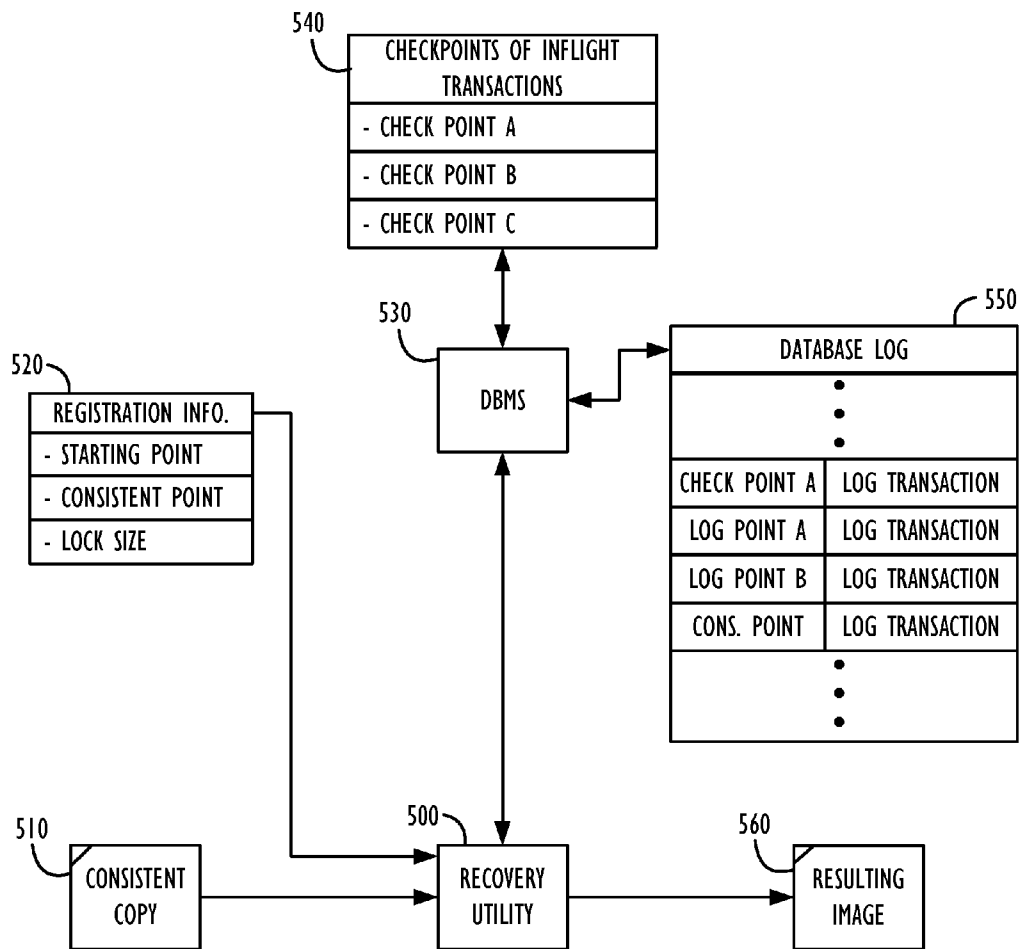 540
CHECKPOINTS OF INFLIGHT
TRANSACTIONS
- CHECK POINT A
- CHECK POINT B
- CHECK POINT C
530
DBMS
550
DATABASE LOG
CHECK POINT A LOG TRANSACTION
LOG POINT A LOG TRANSACTION
LOG POINT B LOG TRANSACTION
CONS. POINT LOG TRANSACTION
520
REGISTRATION INFO.
- STARTING POINT
- CONSISTENT POINT
- LOCK SIZE
510
CONSISTENT
COPY
500
RECOVERY
UTILITY
560
RESULTING
IMAGE